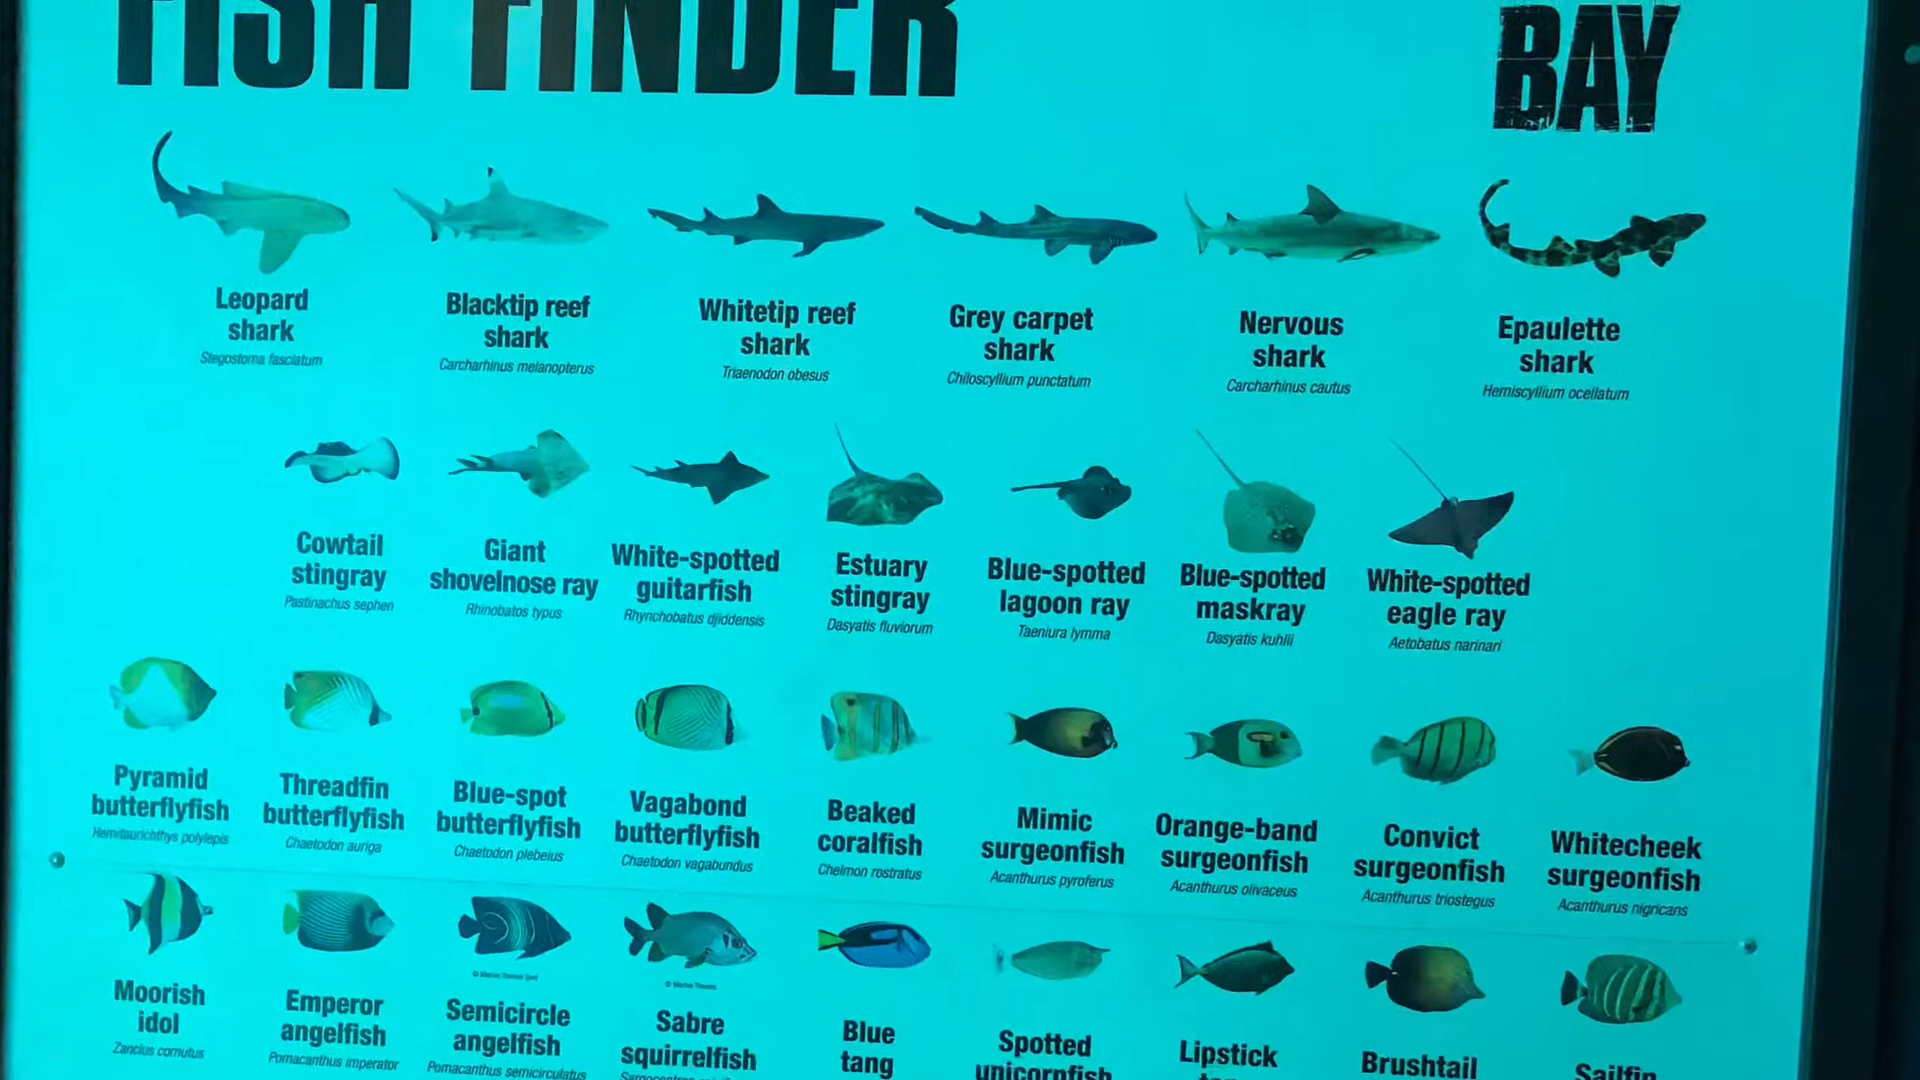 FISH FINDER
BAY
Leopard
shark
Stegostoma fasciatum
Blacktip reef
shark
Carcharhinus melanopterus
Whitetip reef
shark
Triaenodon obesus
Grey carpet
shark
Chiloscyllium punctatum
Nervous
shark
Carcharhinus cautus
Epaulette
shark
Hemiscyllium ocellatum
Cowtail
stingray
Pastinachus sephen
Giant
shovelnose ray
Rhinobatos typus
White-spotted
guitarfish
Rhynchobatus djiddensis
Estuary
stingray
Dasyatis fluviorum
Blue-spotted
lagoon ray
Taeniura lymma
Blue-spotted
maskray
Dasyatis kuhlii
White-spotted
eagle ray
Aetobatus narinari
Pyramid
butterflyfish
Hemitaurichthys polylepis
Threadfin
butterflyfish
Chaetodon auriga
Blue-spot
butterflyfish
Chaetodon plebeius
Vagabond
butterflyfish
Chaetodon vagabundus
Beaked
coralfish
Chelmon rostratus
Mimic
surgeonfish
Acanthurus pyroferus
Orange-band
surgeonfish
Acanthurus olivaceus
Convict
surgeonfish
Acanthurus triostegus
Whitecheek
surgeonfish
Acanthurus nigricans
Moorish
idol
Zanclus cornutus
Emperor
angelfish
Pomacanthus imperator
Semicircle
angelfish
Pomacanthus semicirculatus
Sabre
squirrelfish
Blue
tang
Spotted
unicornfish
Lipstick
Brushtail
Sailfin